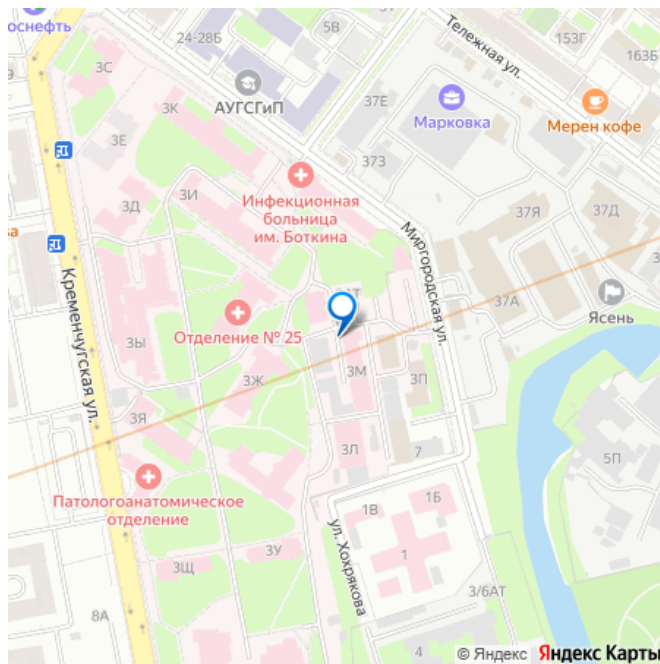 оснефть
24-28Б
5В
Тележная ул.
153Г
163Б
3С
АУГСГиП
37Е
Марковка
Мерен кофе
3К
3Е
373
Инфекционная
больница
им. Боткина
3И
3Д
Миргородская ул.
37Я
37Д
ва
Кременчугская ул.
37А
Ясень
Отделение № 25
3Ы
3Ж
3М
3П
3Я
3Л
7
5П
Патологоанатомическое
отделение
1В
1Б
ул. Хохрякова
1
3У
3Щ
3/6АТ
8А
© Яндекс Яндекс Карты